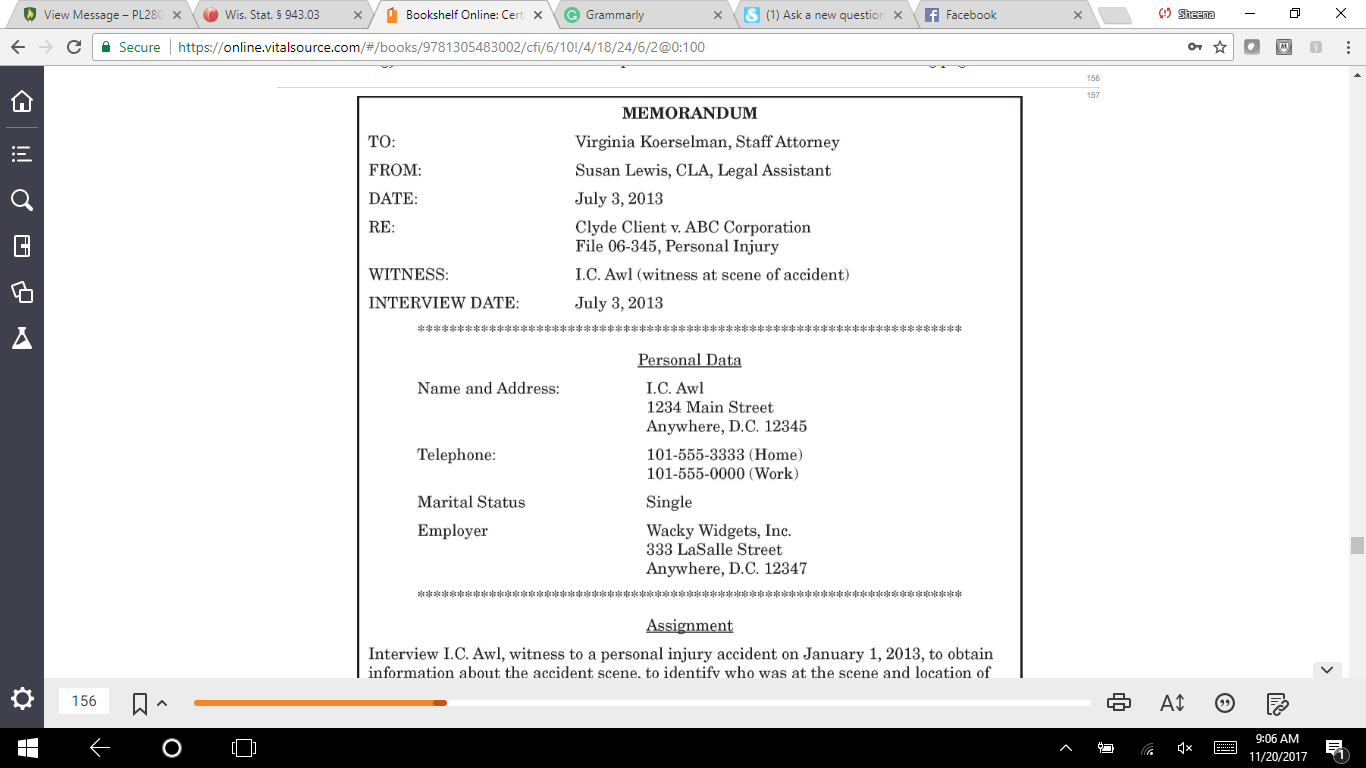 View Message – PL280
Wis. Stat. § 943.03
Bookshelf Online: Cert
Grammarly
(1) Ask a new question
Facebook
Sheena
Secure
https://online.vitalsource.com/#/books/9781305483002/cfi/6/10!/4/18/24/6/2@0:100
156
157
MEMORANDUM
TO: Virginia Koerselman, Staff Attorney
FROM: Susan Lewis, CLA, Legal Assistant
DATE: July 3, 2013
RE: Clyde Client v. ABC Corporation
File 06-345, Personal Injury
WITNESS: I.C. Awl (witness at scene of accident)
INTERVIEW DATE: July 3, 2013
**********************************************************************
Personal Data
Name and Address: I.C. Awl
1234 Main Street
Anywhere, D.C. 12345
Telephone: 101-555-3333 (Home)
101-555-0000 (Work)
Marital Status Single
Employer Wacky Widgets, Inc.
333 LaSalle Street
Anywhere, D.C. 12347
**********************************************************************
Assignment
Interview I.C. Awl, witness to a personal injury accident on January 1, 2013, to obtain
information about the accident scene, to identify who was at the scene and location of
156
9:06 AM
11/20/2017
1